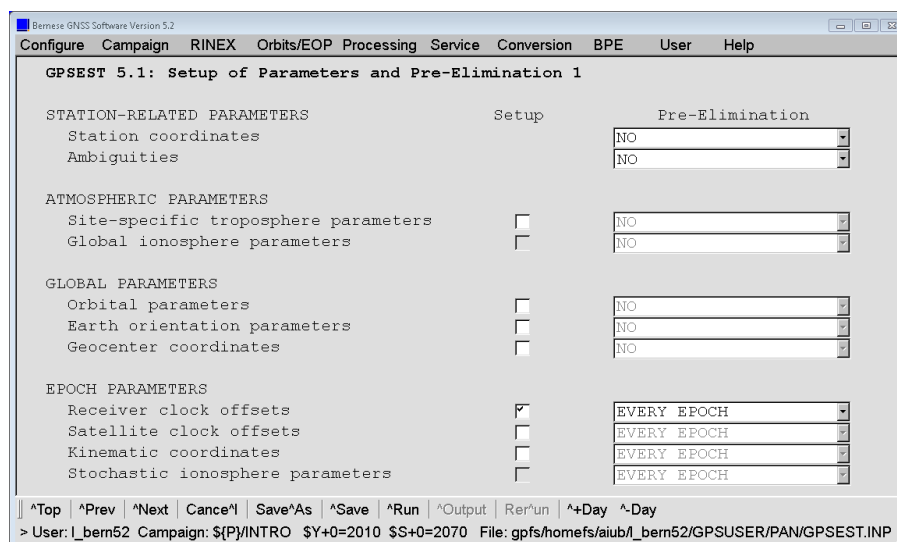 Bernese GNSS Software Version 5.2
Configure Campaign RINEX Orbits/EOP Processing Service Conversion BPE User Help
GPSEST 5.1: Setup of Parameters and Pre-Elimination 1
STATION-RELATED PARAMETERS Setup Pre-Elimination
Station coordinates NO
Ambiguities NO
ATMOSPHERIC PARAMETERS
Site-specific troposphere parameters NO
Global ionosphere parameters NO
GLOBAL PARAMETERS
Orbital parameters NO
Earth orientation parameters NO
Geocenter coordinates NO
EPOCH PARAMETERS
Receiver clock offsets EVERY EPOCH
Satellite clock offsets EVERY EPOCH
Kinematic coordinates EVERY EPOCH
Stochastic ionosphere parameters EVERY EPOCH
^Top ^Prev ^Next Cance^l Save^As ^Save ^Run ^Output Rer^un ^+Day ^-Day
> User: l_bern52 Campaign: ${P}/INTRO $Y+0=2010 $S+0=2070 File: gpfs/homefs/aiub/l_bern52/GPSUSER/PAN/GPSEST.INP